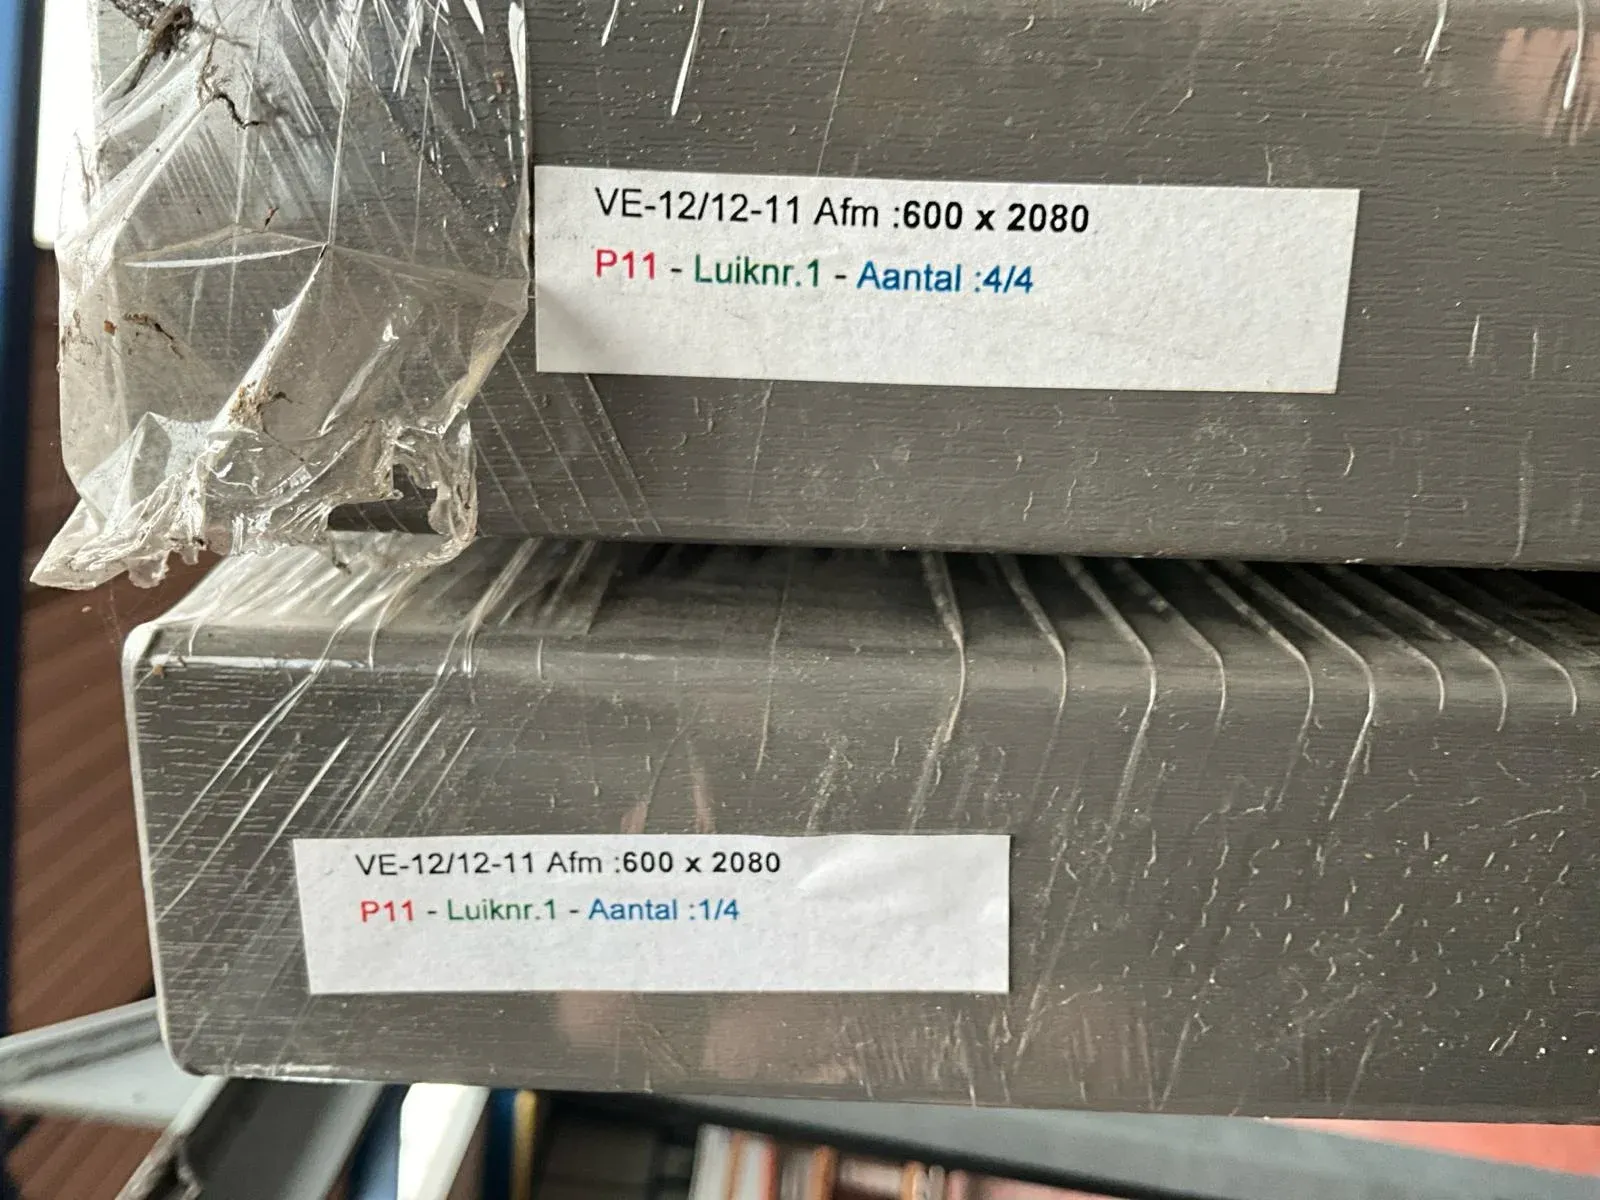 VE-12/12-11 Afm :600 x 2080
P11 - Luiknr.1 - Aantal :4/4
VE-12/12-11 Afm :600 x 2080
P11 - Luiknr.1 - Aantal :1/4